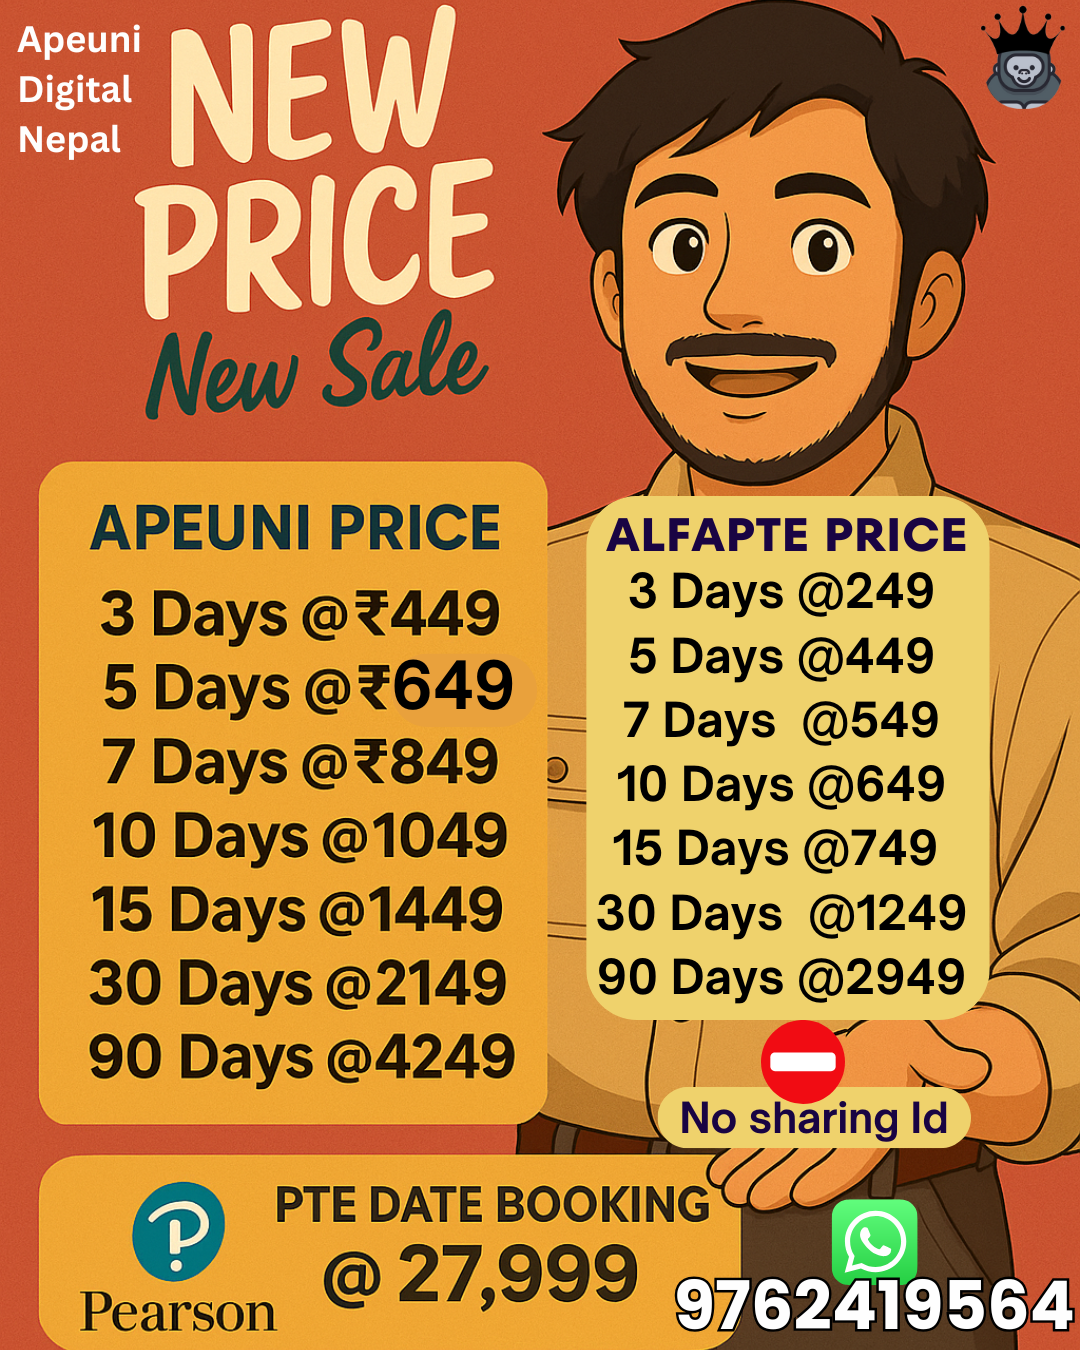 Apeuni
Digital
Nepal
NEW
PRICE
New Sale
APEUNI PRICE
3 Days @₹449
5 Days @₹649
7 Days @₹849
10 Days @1049
15 Days @1449
30 Days @2149
90 Days @4249
ALFAPTE PRICE
3 Days @249
5 Days @449
7 Days @549
10 Days @649
15 Days @749
30 Days @1249
90 Days @2949
No sharing Id
Pearson
PTE DATE BOOKING
@ 27,999
9762419564